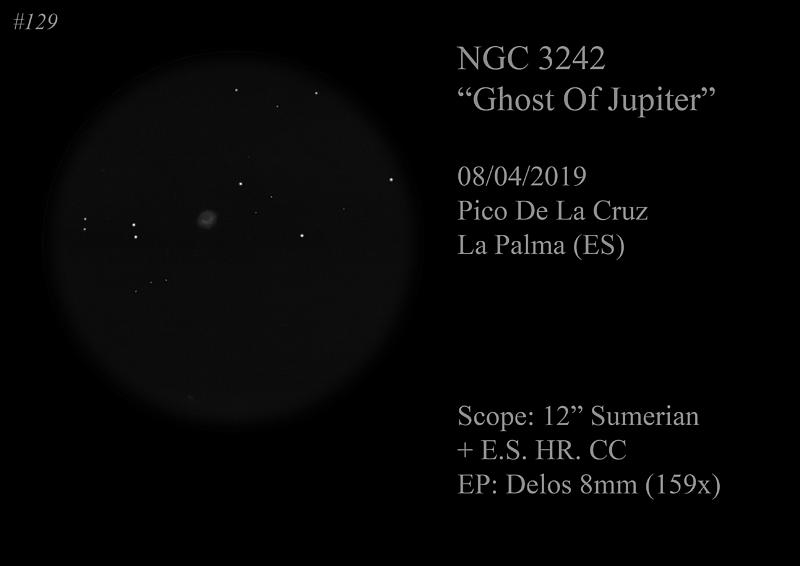 #129
NGC 3242
“Ghost Of Jupiter”
08/04/2019
Pico De La Cruz
La Palma (ES)
Scope: 12” Sumerian
+ E.S. HR. CC
EP: Delos 8mm (159x)